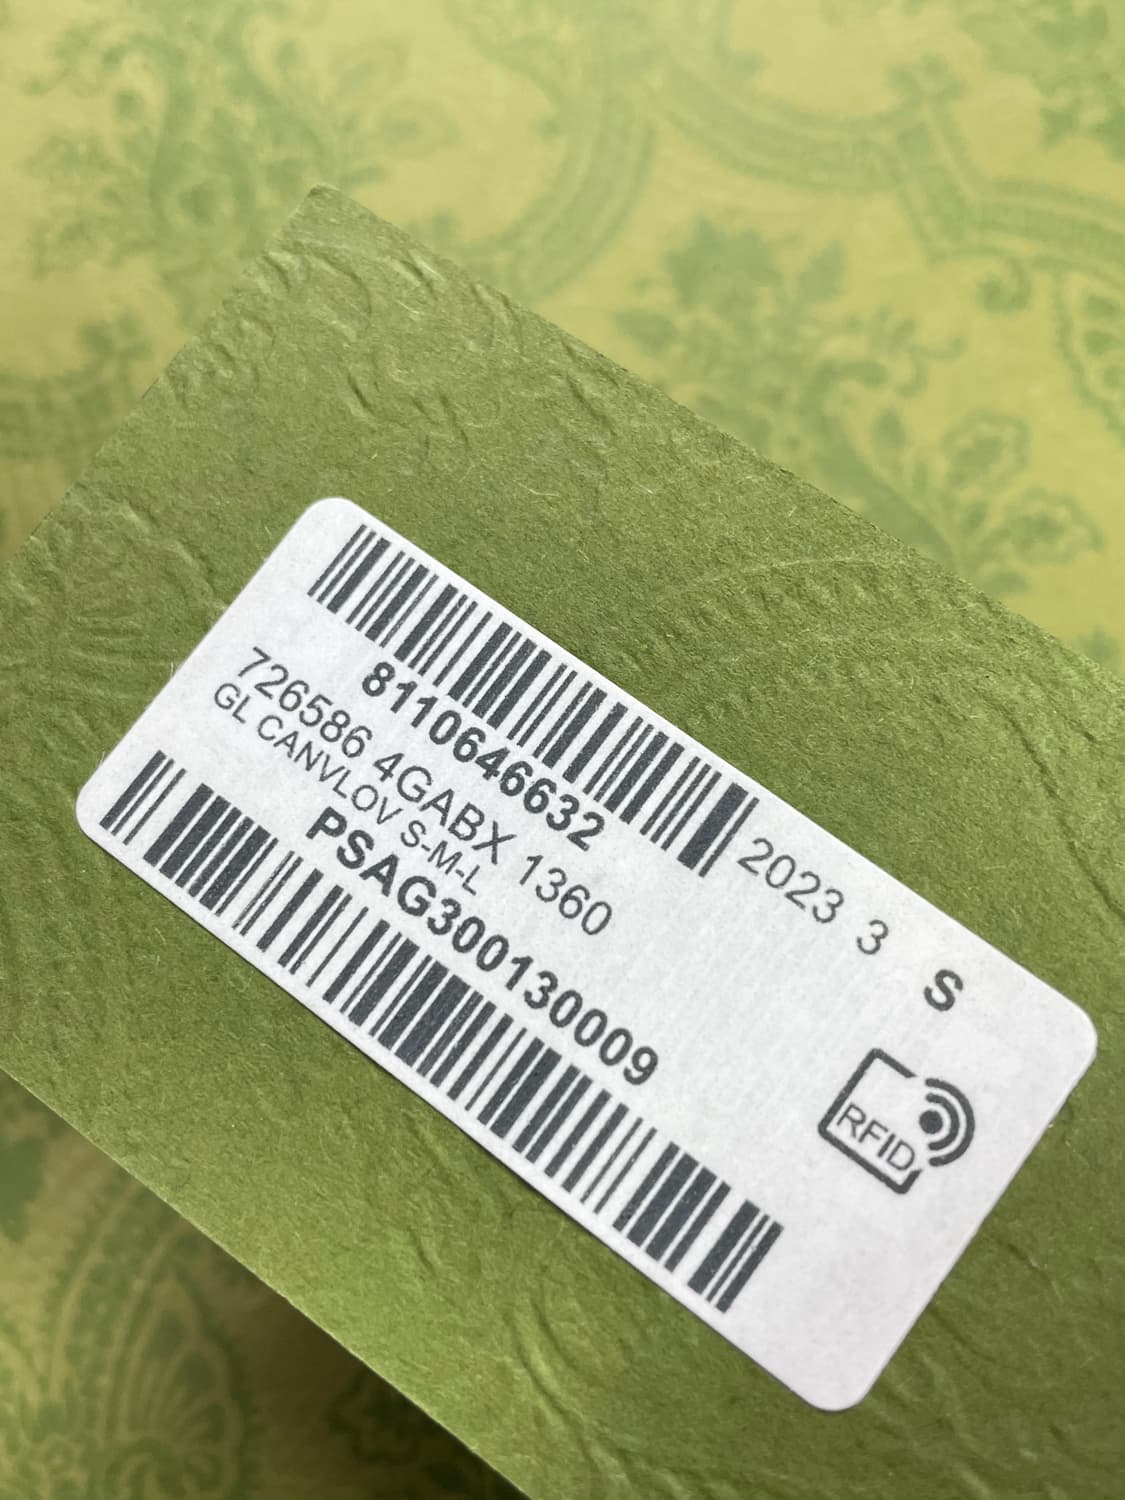 8110646632
2023 3
726586 4GABX 1360
S
GL CANVLOV S-M-L
PSAG300130009
RFID